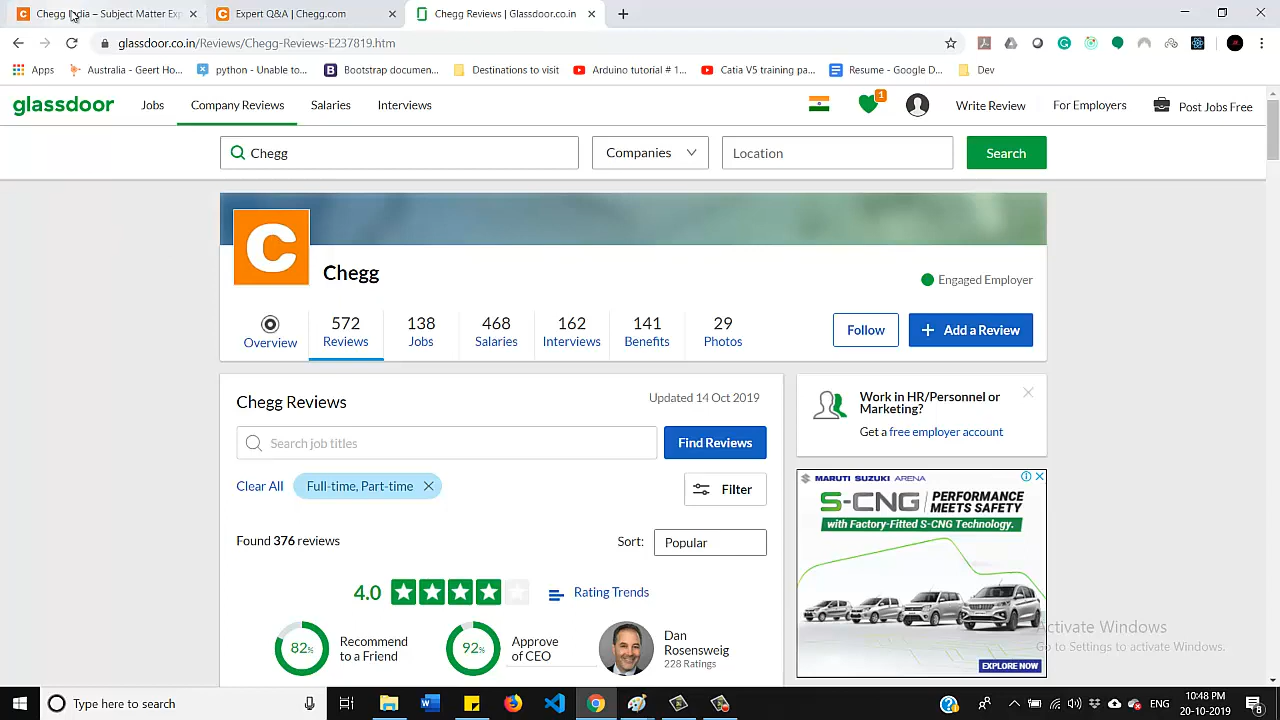 Chegg India – Subject Matter Exp
Expert Q&A | Chegg.com
Chegg Reviews | Glassdoor.co.in
glassdoor.co.in/Reviews/Chegg-Reviews-E237819.htm
Apps
Australia - Geert Ho...
python - Unable to...
Bootstrap documen...
Destinations to visit
Arduino tutorial # 1...
Catia V5 training pa...
Resume - Google D...
Dev
glassdoor
Jobs
Company Reviews
Salaries
Interviews
1
Write Review
For Employers
Post Jobs Free
Chegg
Companies
Location
Search
C
Chegg
Engaged Employer
Overview
572
Reviews
138
Jobs
468
Salaries
162
Interviews
141
Benefits
29
Photos
Follow
+ Add a Review
Chegg Reviews
Updated 14 Oct 2019
Search job titles
Find Reviews
Clear All
Full-time, Part-time
Filter
Found 376 reviews
Sort:
Popular
4.0
Rating Trends
82%
Recommend
to a Friend
92%
Approve
of CEO
Dan
Rosensweig
228 Ratings
Work in HR/Personnel or
Marketing?
Get a free employer account
MARUTI SUZUKI ARENA
S-CNG
PERFORMANCE
MEETS SAFETY
with Factory-Fitted S-CNG Technology.
EXPLORE NOW
Activate Windows
Go to Settings to activate Windows.
Type here to search
ENG
10:48 PM
20-10-2019
8